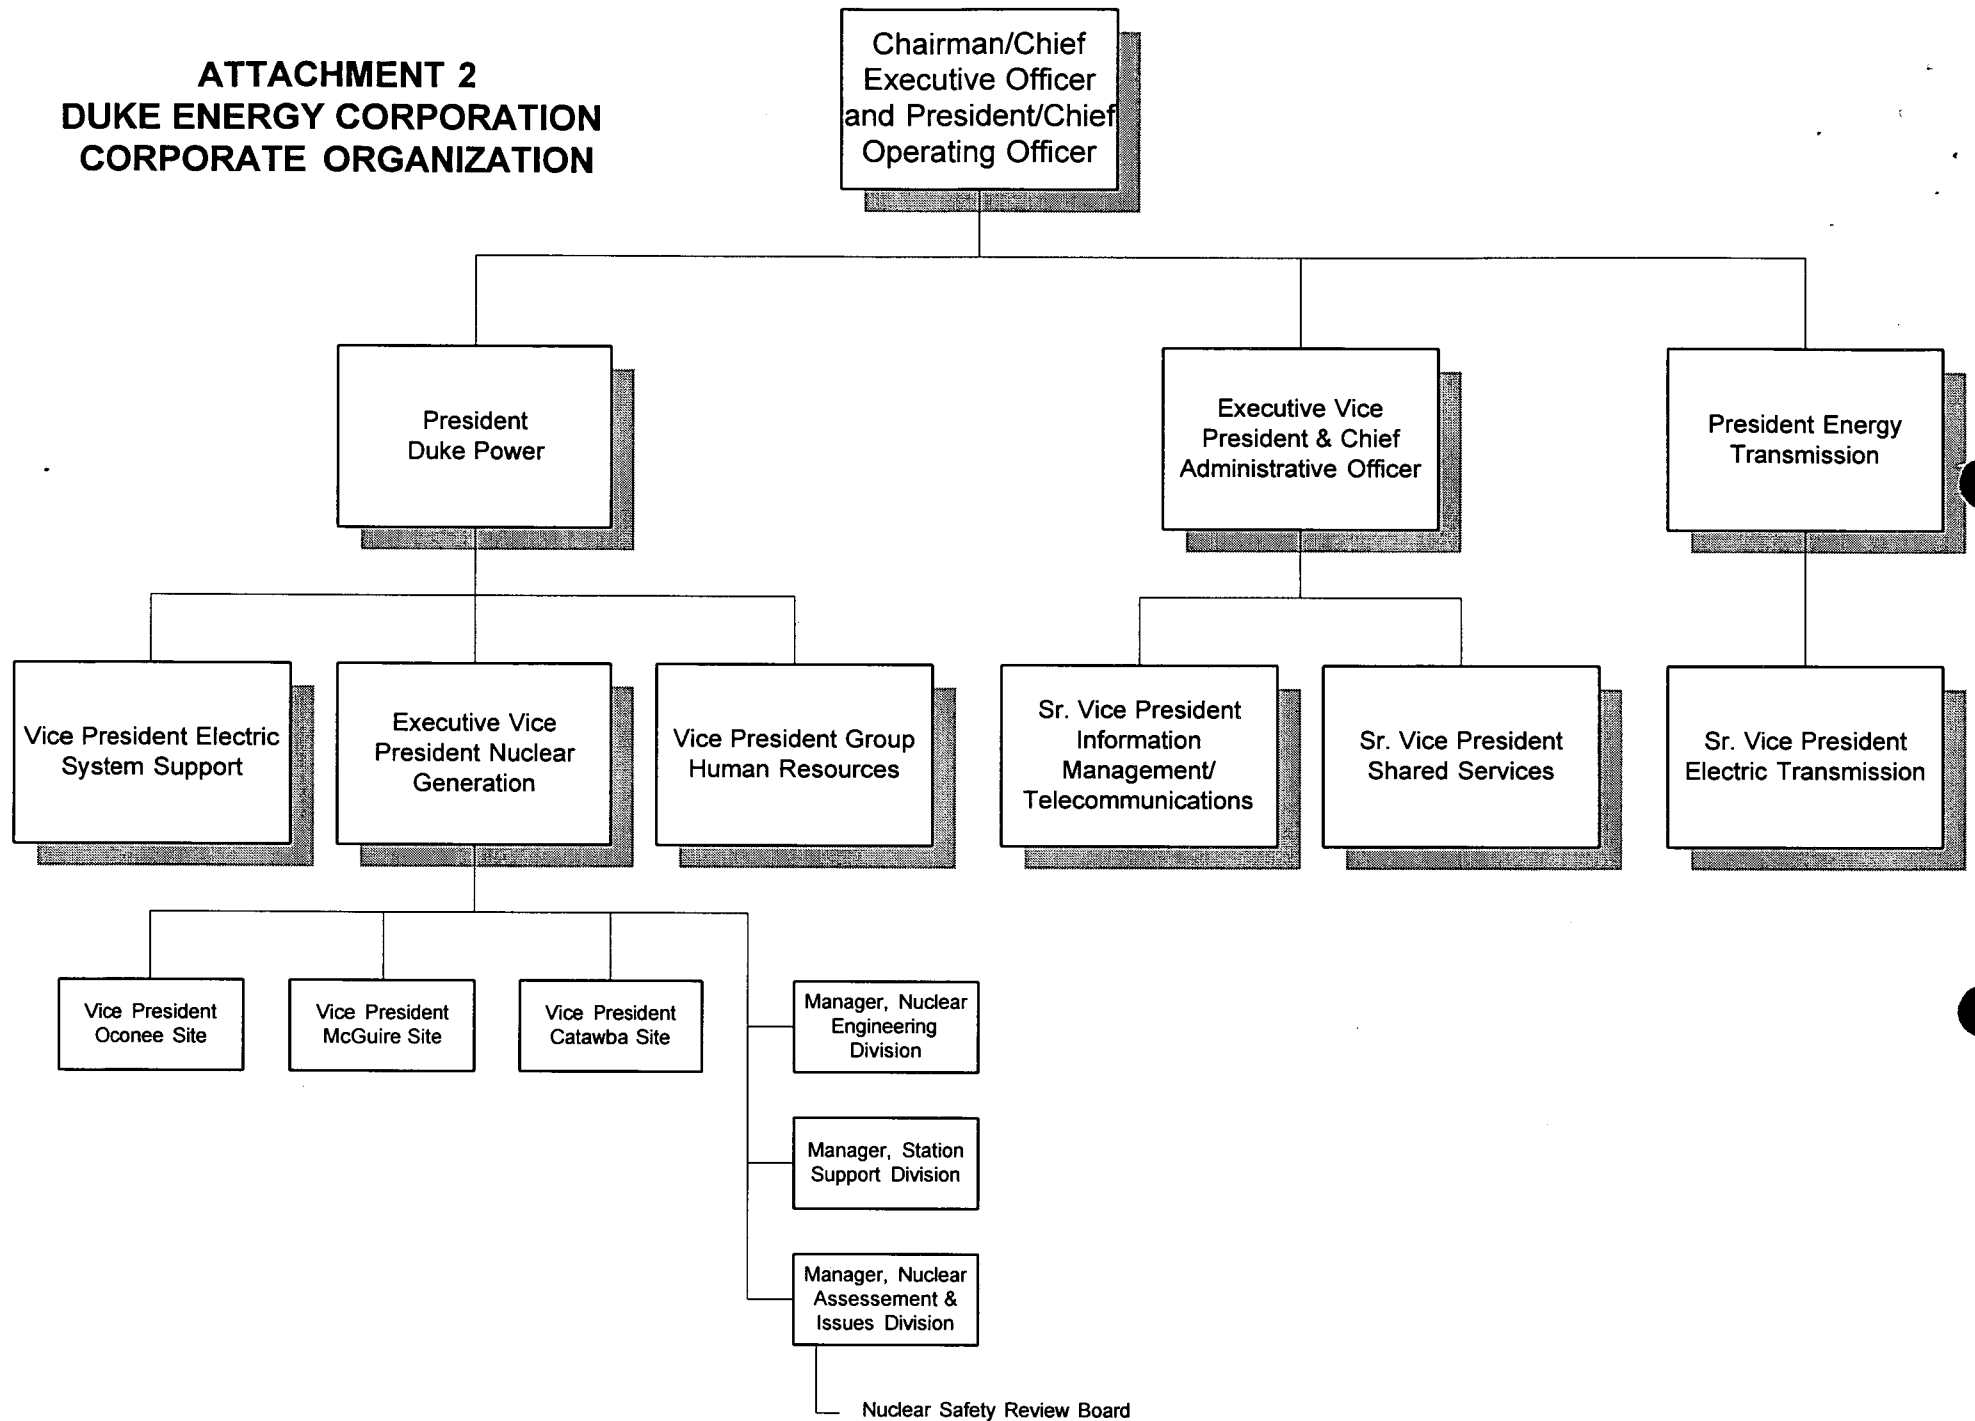 ATTACHMENT 2
DUKE ENERGY CORPORATION
CORPORATE ORGANIZATION
Chairman/Chief
Executive Officer
and President/Chief
Operating Officer
President
Duke Power
Executive Vice
President & Chief
Administrative Officer
President Energy
Transmission
Vice President Electric
System Support
Executive Vice
President Nuclear
Generation
Vice President Group
Human Resources
Sr. Vice President
Information
Management/
Telecommunications
Sr. Vice President
Shared Services
Sr. Vice President
Electric Transmission
Vice President
Oconee Site
Vice President
McGuire Site
Vice President
Catawba Site
Manager, Nuclear
Engineering
Division
Manager, Station
Support Division
Manager, Nuclear
Assessement &
Issues Division
Nuclear Safety Review Board